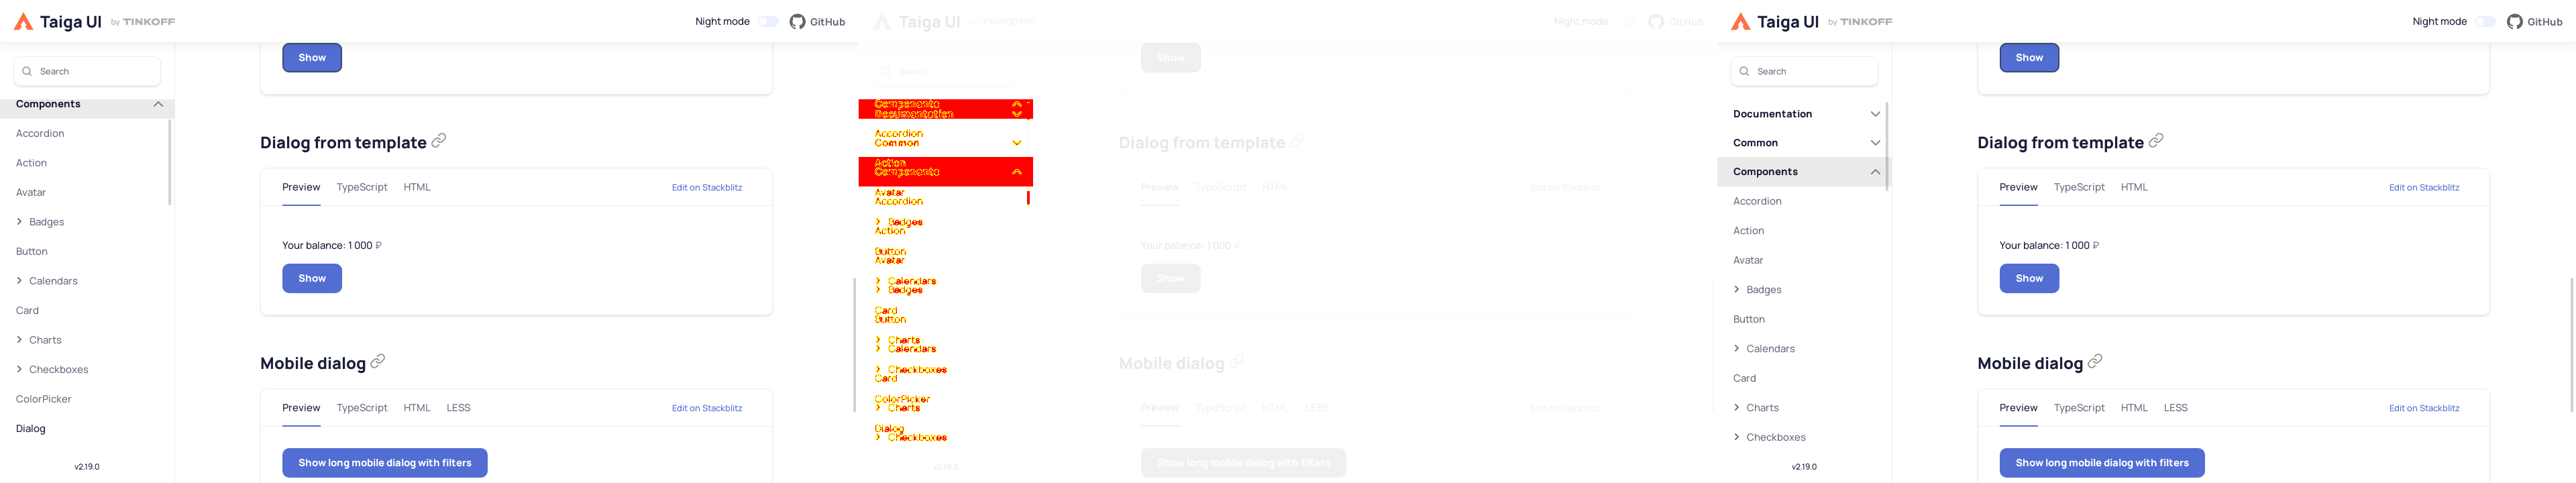 Taiga UI by TINKOFF
Night mode GitHub
Search
Components
Accordion
Action
Avatar
Badges
Button
Calendars
Card
Charts
Checkboxes
ColorPicker
Dialog
v2.19.0
Show
Dialog from template
Preview TypeScript HTML Edit on Stackblitz
Your balance: 1 000 ₽
Show
Mobile dialog
Preview TypeScript HTML LESS Edit on Stackblitz
Show long mobile dialog with filters
Taiga UI by TINKOFF
Night mode GitHub
Search
Components
Documentation
Accordion
Common
Action
Components
Avatar
Accordion
Badges
Action
Button
Avatar
Calendars
Badges
Card
Button
Charts
Calendars
Checkboxes
Card
ColorPicker
Charts
Dialog
Checkboxes
v2.19.0
Show
Dialog from template
Preview TypeScript HTML Edit on Stackblitz
Your balance: 1 000 ₽
Show
Mobile dialog
Preview TypeScript HTML LESS Edit on Stackblitz
Show long mobile dialog with filters
Taiga UI by TINKOFF
Night mode GitHub
Search
Documentation
Common
Components
Accordion
Action
Avatar
Badges
Button
Calendars
Card
Charts
Checkboxes
v2.19.0
Show
Dialog from template
Preview TypeScript HTML Edit on Stackblitz
Your balance: 1 000 ₽
Show
Mobile dialog
Preview TypeScript HTML LESS Edit on Stackblitz
Show long mobile dialog with filters